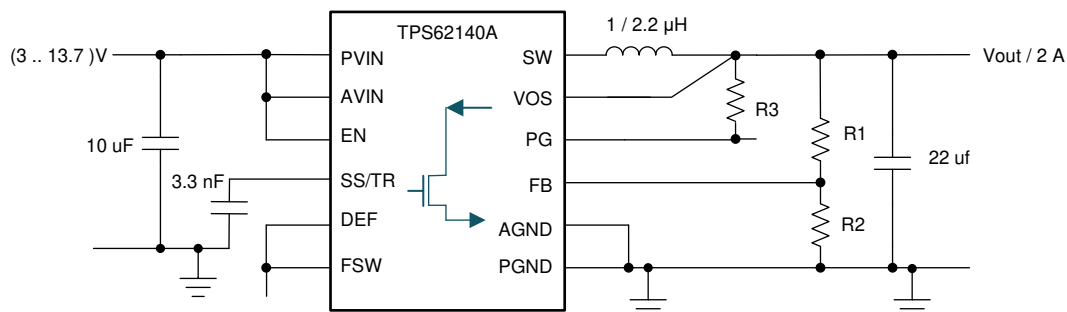 TPS62140A
1 / 2.2 µH
(3 .. 13.7 )V
PVIN
SW
Vout / 2 A
AVIN
VOS
R3
EN
PG
10 uF
R1
22 uf
3.3 nF
SS/TR
FB
DEF
AGND
R2
FSW
PGND